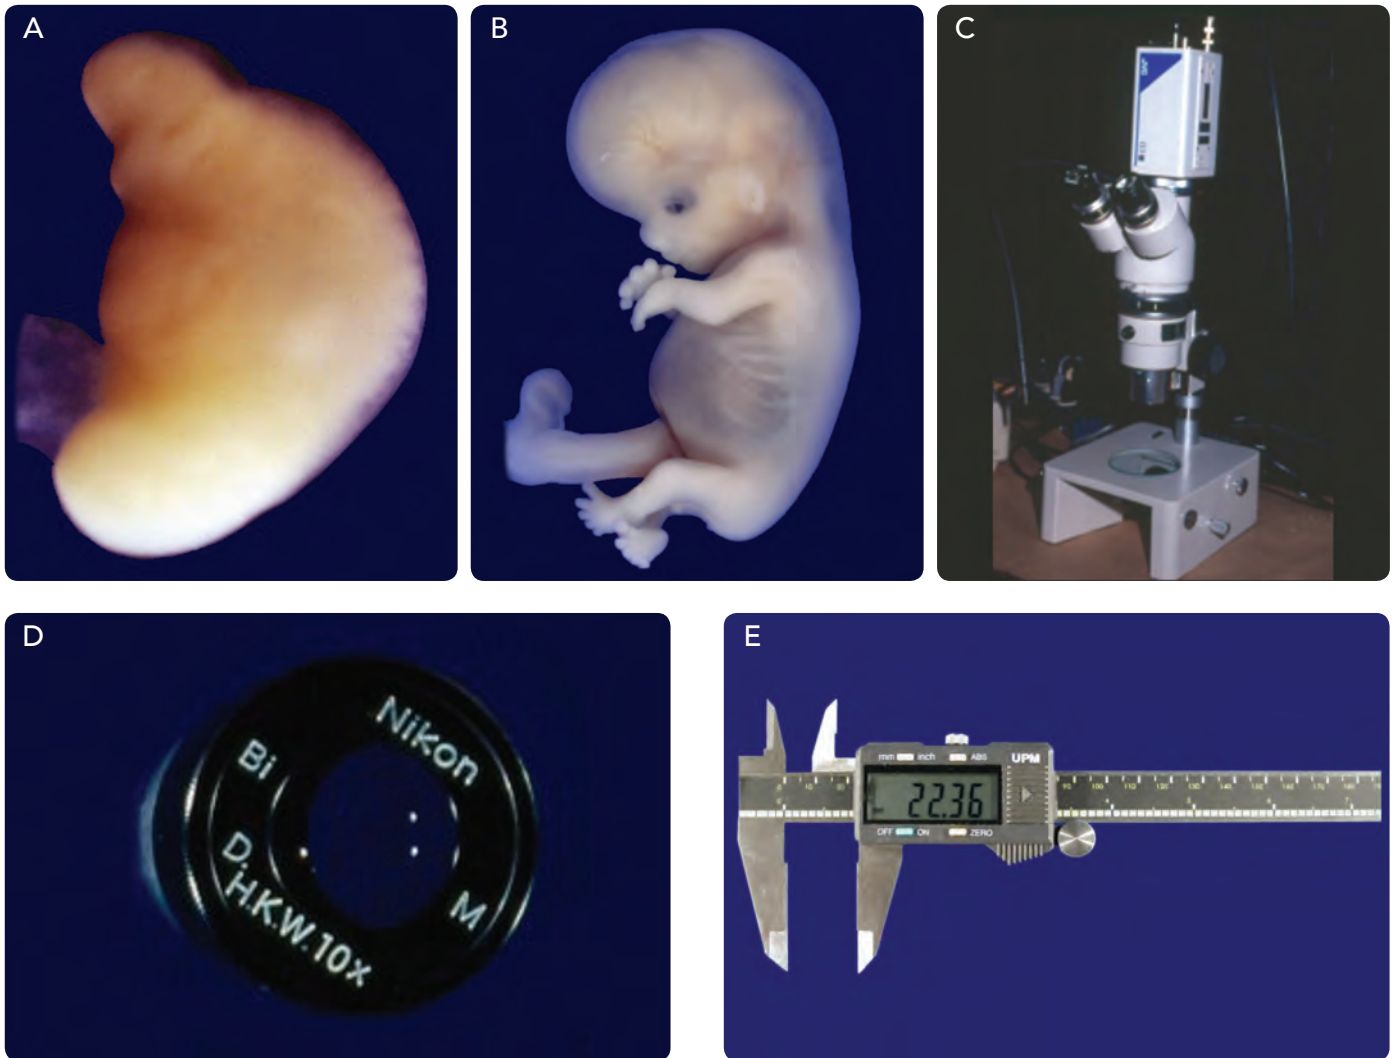 A
B
C
D
Nikon
Bi
D.H.K.W.10x
M
E
mm inch ABS UPM
22.36
OFF ON ZERO